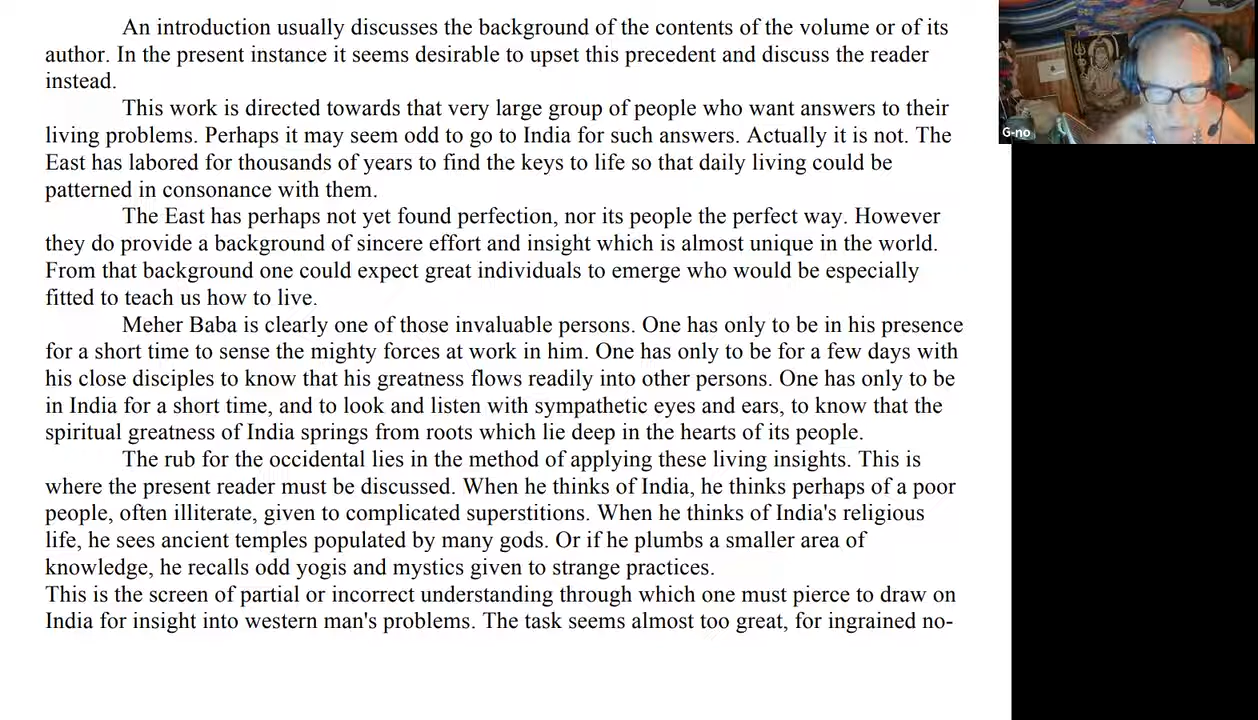 An introduction usually discusses the background of the contents of the volume or of its
author. In the present instance it seems desirable to upset this precedent and discuss the reader
instead.
This work is directed towards that very large group of people who want answers to their
living problems. Perhaps it may seem odd to go to India for such answers. Actually it is not. The
East has labored for thousands of years to find the keys to life so that daily living could be
patterned in consonance with them.
The East has perhaps not yet found perfection, nor its people the perfect way. However
they do provide a background of sincere effort and insight which is almost unique in the world.
From that background one could expect great individuals to emerge who would be especially
fitted to teach us how to live.
Meher Baba is clearly one of those invaluable persons. One has only to be in his presence
for a short time to sense the mighty forces at work in him. One has only to be for a few days with
his close disciples to know that his greatness flows readily into other persons. One has only to be
in India for a short time, and to look and listen with sympathetic eyes and ears, to know that the
spiritual greatness of India springs from roots which lie deep in the hearts of its people.
The rub for the occidental lies in the method of applying these living insights. This is
where the present reader must be discussed. When he thinks of India, he thinks perhaps of a poor
people, often illiterate, given to complicated superstitions. When he thinks of India's religious
life, he sees ancient temples populated by many gods. Or if he plumbs a smaller area of
knowledge, he recalls odd yogis and mystics given to strange practices.
This is the screen of partial or incorrect understanding through which one must pierce to draw on
India for insight into western man's problems. The task seems almost too great, for ingrained no-
G-no